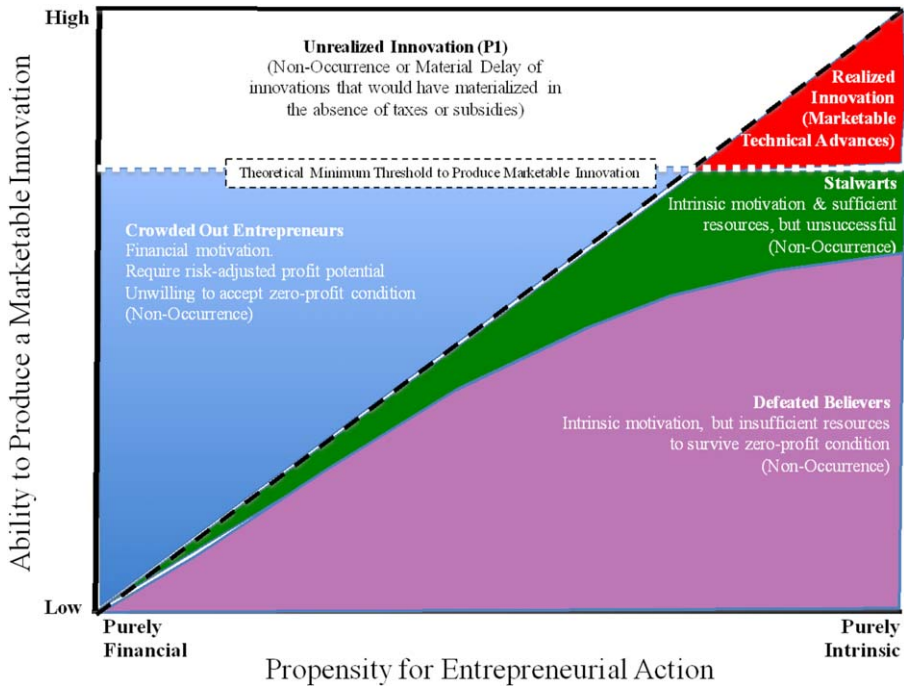 High
Unrealized Innovation (P1)
(Non-Occurrence or Material Delay of
innovations that would have materialized in
the absence of taxes or subsidies)
Realized
Innovation
(Marketable
Technical Advances)
Theoretical Minimum Threshold to Produce Marketable Innovation
Stalwarts
Intrinsic motivation & sufficient
resources, but unsuccessful
(Non-Occurrence)
Crowded Out Entrepreneurs
Financial motivation.
Require risk-adjusted profit potential
Unwilling to accept zero-profit condition
(Non-Occurrence)
Defeated Believers
Intrinsic motivation, but insufficient resources
to survive zero-profit condition
(Non-Occurrence)
Ability to Produce a Marketable Innovation
Low
Purely
Financial
Purely
Intrinsic
Propensity for Entrepreneurial Action